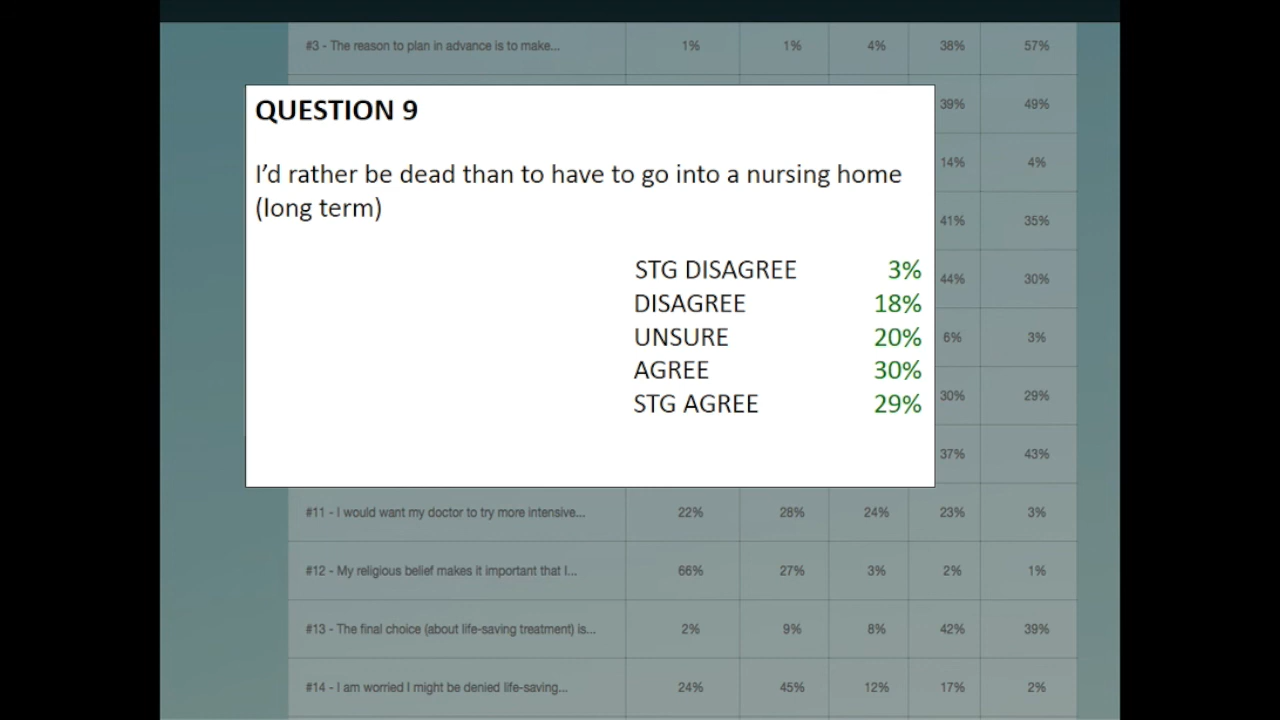 #3 - The reason to plan in advance is to make... 1% 1% 4% 38% 57%
39% 49%
QUESTION 9
14% 4%
I'd rather be dead than to have to go into a nursing home
(long term)
41% 35%
STG DISAGREE 3%
44% 30%
DISAGREE 18%
UNSURE 20%
6% 3%
AGREE 30%
30% 29%
STG AGREE 29%
37% 43%
#11 - I would want my doctor to try more intensive... 22% 28% 24% 23% 3%
#12 - My religious belief makes it important that I... 66% 27% 3% 2% 1%
#13 - The final choice (about life-saving treatment) is... 2% 9% 8% 42% 39%
#14 - I am worried I might be denied life-saving... 24% 45% 12% 17% 2%